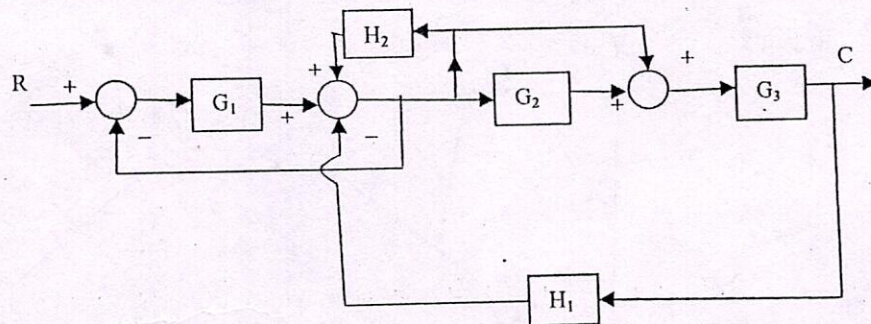 H₂
R
+
+
+
C
G₁
+
G₂
+
G₃
−
−
H₁